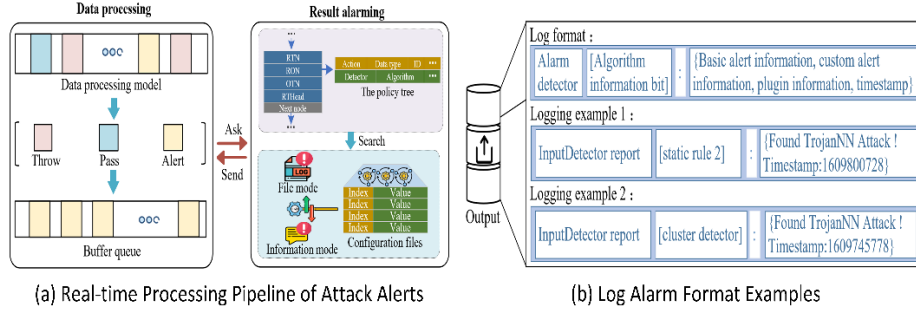 Data processing
Data processing model
Throw
Pass
Alert
Buffer queue
Ask
Send
Result alarming
RTN
RON
OTN
RTHead
Next node
Action Data type ID
Detector Algorithm
The policy tree
Search
LOG
File mode
Information mode
Index Value
Index Value
Index Value
Index Value
Configuration files
(a) Real-time Processing Pipeline of Attack Alerts
Output
Log format :
Alarm detector
[Algorithm information bit]
:
{Basic alert information, custom alert
information, plugin information, timestamp}
Logging example 1 :
InputDetector report
[static rule 2]
:
{Found TrojanNN Attack !
Timestamp:1609800728}
Logging example 2 :
InputDetector report
[cluster detector]
:
{Found TrojanNN Attack !
Timestamp:1609745778}
(b) Log Alarm Format Examples